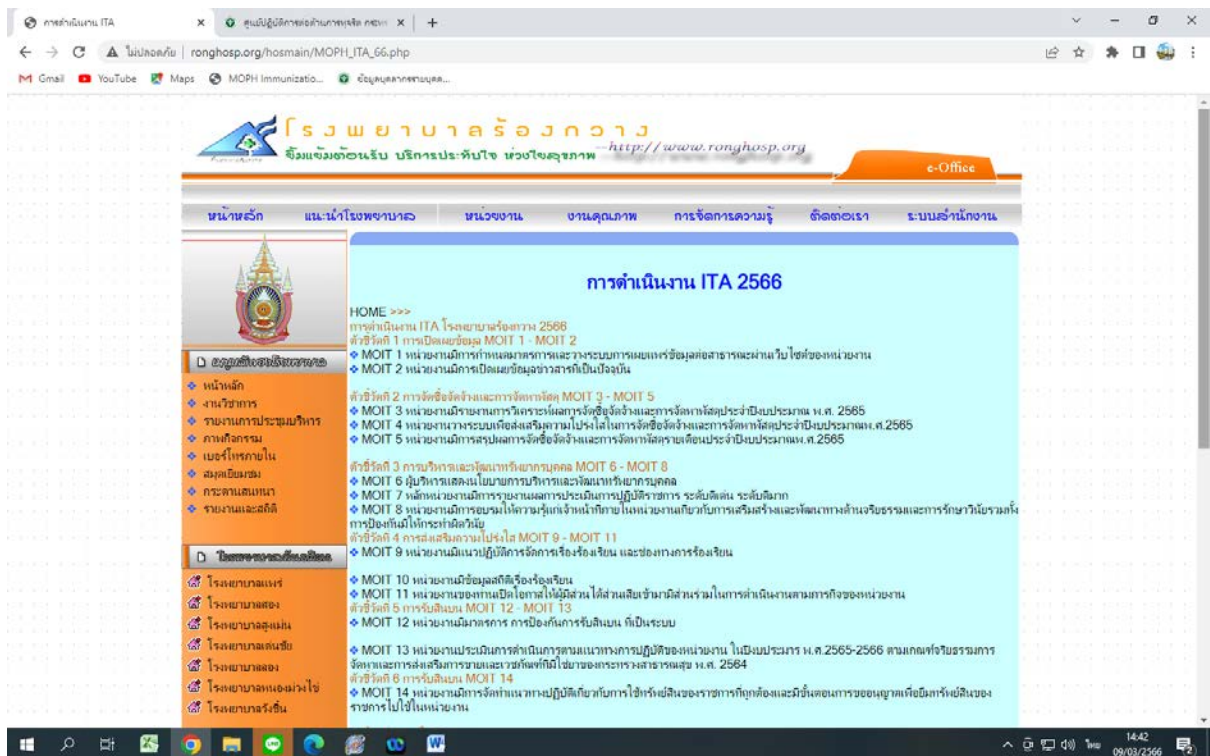 การดำเนินงาน ITA
ศูนย์ปฏิบัติการต่อต้านการทุจริต กระทร
ไม่ปลอดภัย
ronghosp.org/hosmain/MOPH_ITA_66.php
Gmail
YouTube
Maps
MOPH Immunizatio...
ข้อมูลบุคลากรรายบุคค...
โรงพยาบาลร้องกวาง
ยิ้มแย้มต้อนรับ บริการประทับใจ ห่วงใยสุขภาพ
http://www.ronghosp.org
e-Office
หน้าหลัก
แนะนำโรงพยาบาล
หน่วยงาน
งานคุณภาพ
การจัดการความรู้
ติดต่อเรา
ระบบสำนักงาน
หน้าหลัก
งานวิชาการ
รายงานการประชุมบริหาร
ภาพกิจกรรม
เบอร์โทรภายใน
สมุดเยี่ยมชม
กระดานสนทนา
รายงานและสถิติ
โรงพยาบาลแพร่
โรงพยาบาลสอง
โรงพยาบาลสูงเม่น
โรงพยาบาลเด่นชัย
โรงพยาบาลลอง
โรงพยาบาลหนองม่วงไข่
โรงพยาบาลวังชิ้น
การดำเนินงาน ITA 2566
HOME >>>
การดำเนินงาน ITA โรงพยาบาลร้องกวาง 2566
ตัวชี้วัดที่ 1 การเปิดเผยข้อมูล MOIT 1 - MOIT 2
MOIT 1 หน่วยงานมีการกำหนดมาตรการและวางระบบการเผยแพร่ข้อมูลต่อสาธารณะผ่านเว็บไซต์ของหน่วยงาน
MOIT 2 หน่วยงานมีการเปิดเผยข้อมูลข่าวสารที่เป็นปัจจุบัน
ตัวชี้วัดที่ 2 การจัดซื้อจัดจ้างและการจัดหาพัสดุ MOIT 3 - MOIT 5
MOIT 3 หน่วยงานมีรายงานการวิเคราะห์ผลการจัดซื้อจัดจ้างและการจัดหาพัสดุประจำปีงบประมาณ พ.ศ. 2565
MOIT 4 หน่วยงานวางระบบเพื่อส่งเสริมความโปร่งใสในการจัดซื้อจัดจ้างและการจัดหาพัสดุประจำปีงบประมาณพ.ศ.2565
MOIT 5 หน่วยงานมีการสรุปผลการจัดซื้อจัดจ้างและการจัดหาพัสดุรายเดือนประจำปีงบประมาณพ.ศ.2565
ตัวชี้วัดที่ 3 การบริหารและพัฒนาทรัพยากรบุคคล MOIT 6 - MOIT 8
MOIT 6 ผู้บริหารแสดงนโยบายการบริหารและพัฒนาทรัพยากรบุคคล
MOIT 7 หลักหน่วยงานมีการรายงานผลการประเมินการปฏิบัติราชการ ระดับดีเด่น ระดับดีมาก
MOIT 8 หน่วยงานมีการอบรมให้ความรู้แก่เจ้าหน้าที่ภายในหน่วยงานเกี่ยวกับการเสริมสร้างและพัฒนาทางด้านจริยธรรมและการรักษาวินัยรวมทั้ง
การป้องกันมิให้กระทำผิดวินัย
ตัวชี้วัดที่ 4 การส่งเสริมความโปร่งใส MOIT 9 - MOIT 11
MOIT 9 หน่วยงานมีแนวปฏิบัติการจัดการเรื่องร้องเรียน และช่องทางการร้องเรียน
MOIT 10 หน่วยงานมีข้อมูลสถิติเรื่องร้องเรียน
MOIT 11 หน่วยงานของท่านเปิดโอกาสให้ผู้มีส่วนได้ส่วนเสียเข้ามามีส่วนร่วมในการดำเนินงานตามภารกิจของหน่วยงาน
ตัวชี้วัดที่ 5 การรับสินบน MOIT 12 - MOIT 13
MOIT 12 หน่วยงานมีมาตรการ การป้องกันการรับสินบน ที่เป็นระบบ
MOIT 13 หน่วยงานประเมินการดำเนินการตามแนวทางการปฏิบัติของหน่วยงาน ในปีงบประมาร พ.ศ.2565-2566 ตามเกณฑ์จริยธรรมการ
จัดหาและการส่งเสริมการขายและเวชภัณฑ์ที่มิใช่ยาของกระทรวงสาธารณสุข พ.ศ. 2564
ตัวชี้วัดที่ 6 การรับสินบน MOIT 14
MOIT 14 หน่วยงานมีการจัดทำแนวทางปฏิบัติเกี่ยวกับการใช้ทรัพย์สินของราชการที่ถูกต้องและมีขั้นตอนการขออนุญาตเพื่อยืมทรัพย์สินของ
ราชการไปใช้ในหน่วยงาน
ไทย
14:42
09/03/2566